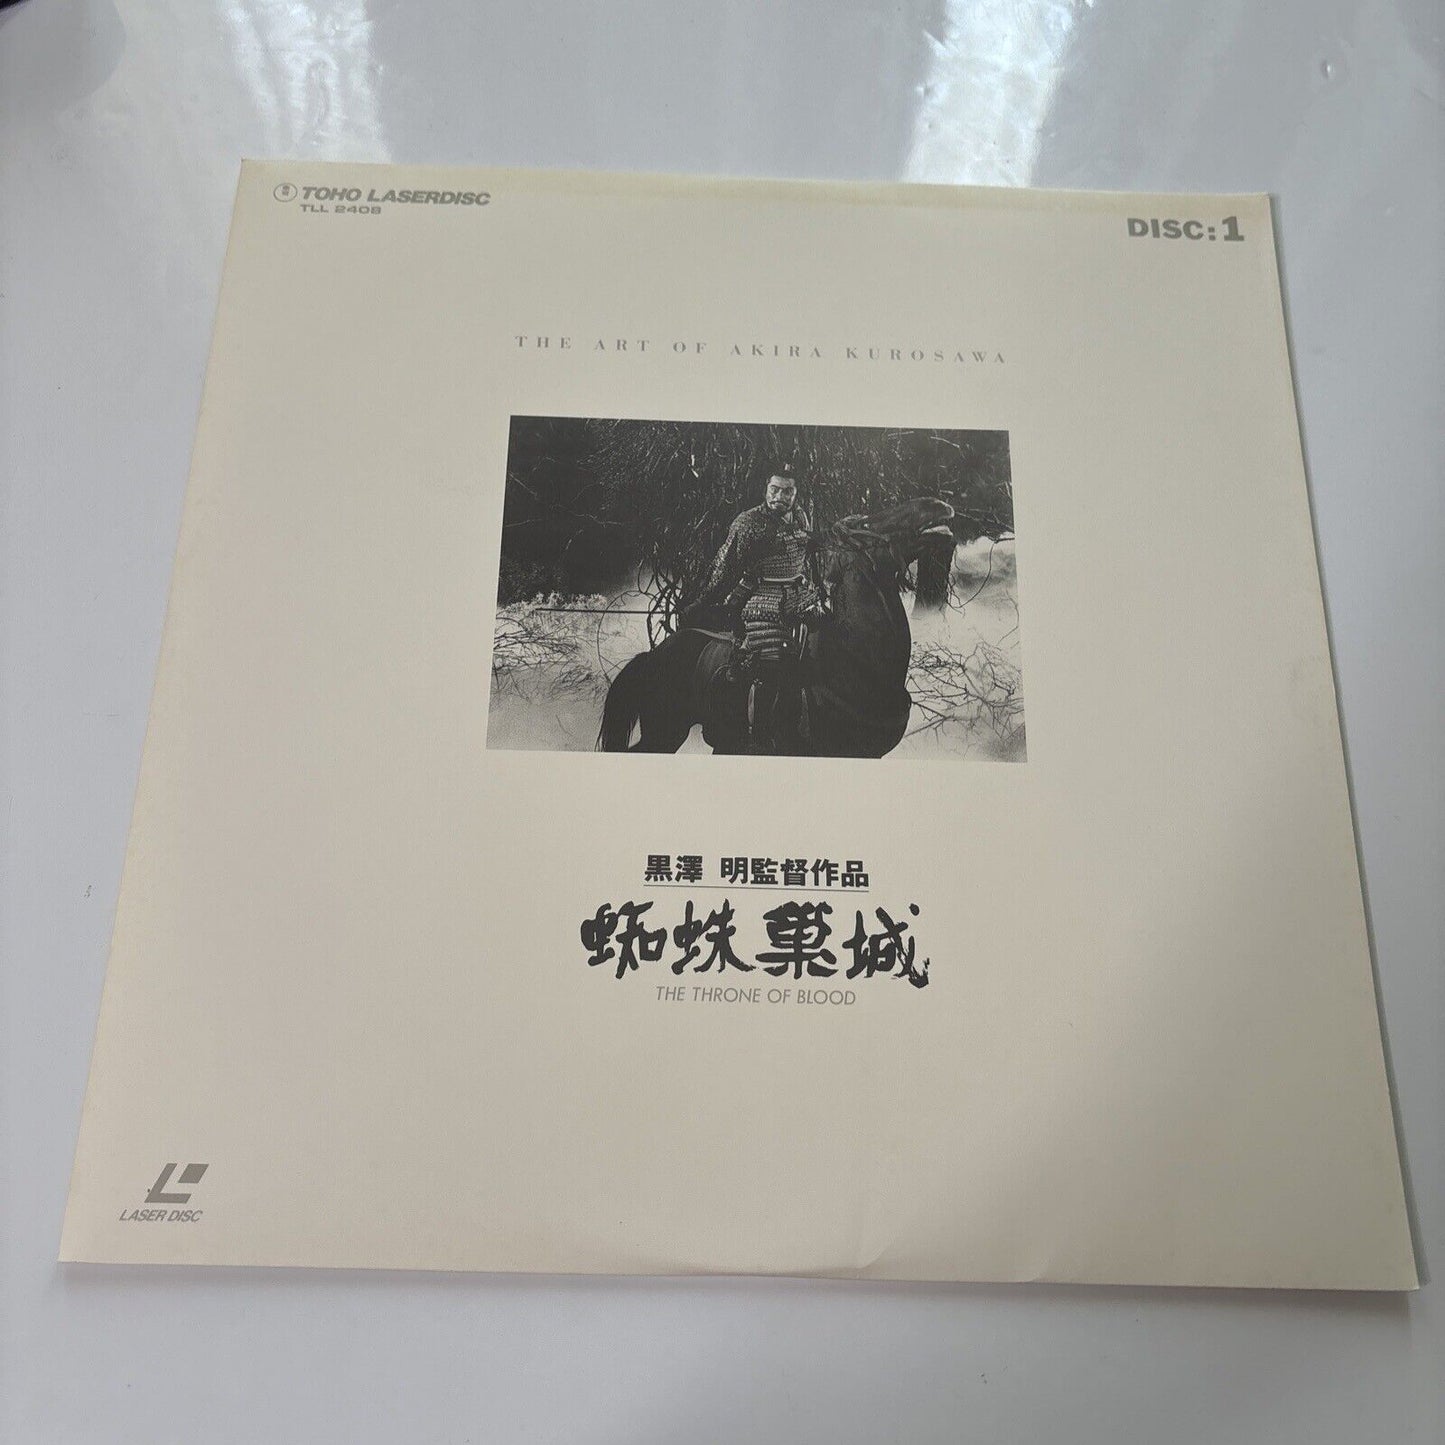 TOHO LASERDISC
TLL 2408
DISC:1
THE ART OF AKIRA KUROSAWA
黒澤 明監督作品
蜘蛛巣城
THE THRONE OF BLOOD
LASER DISC